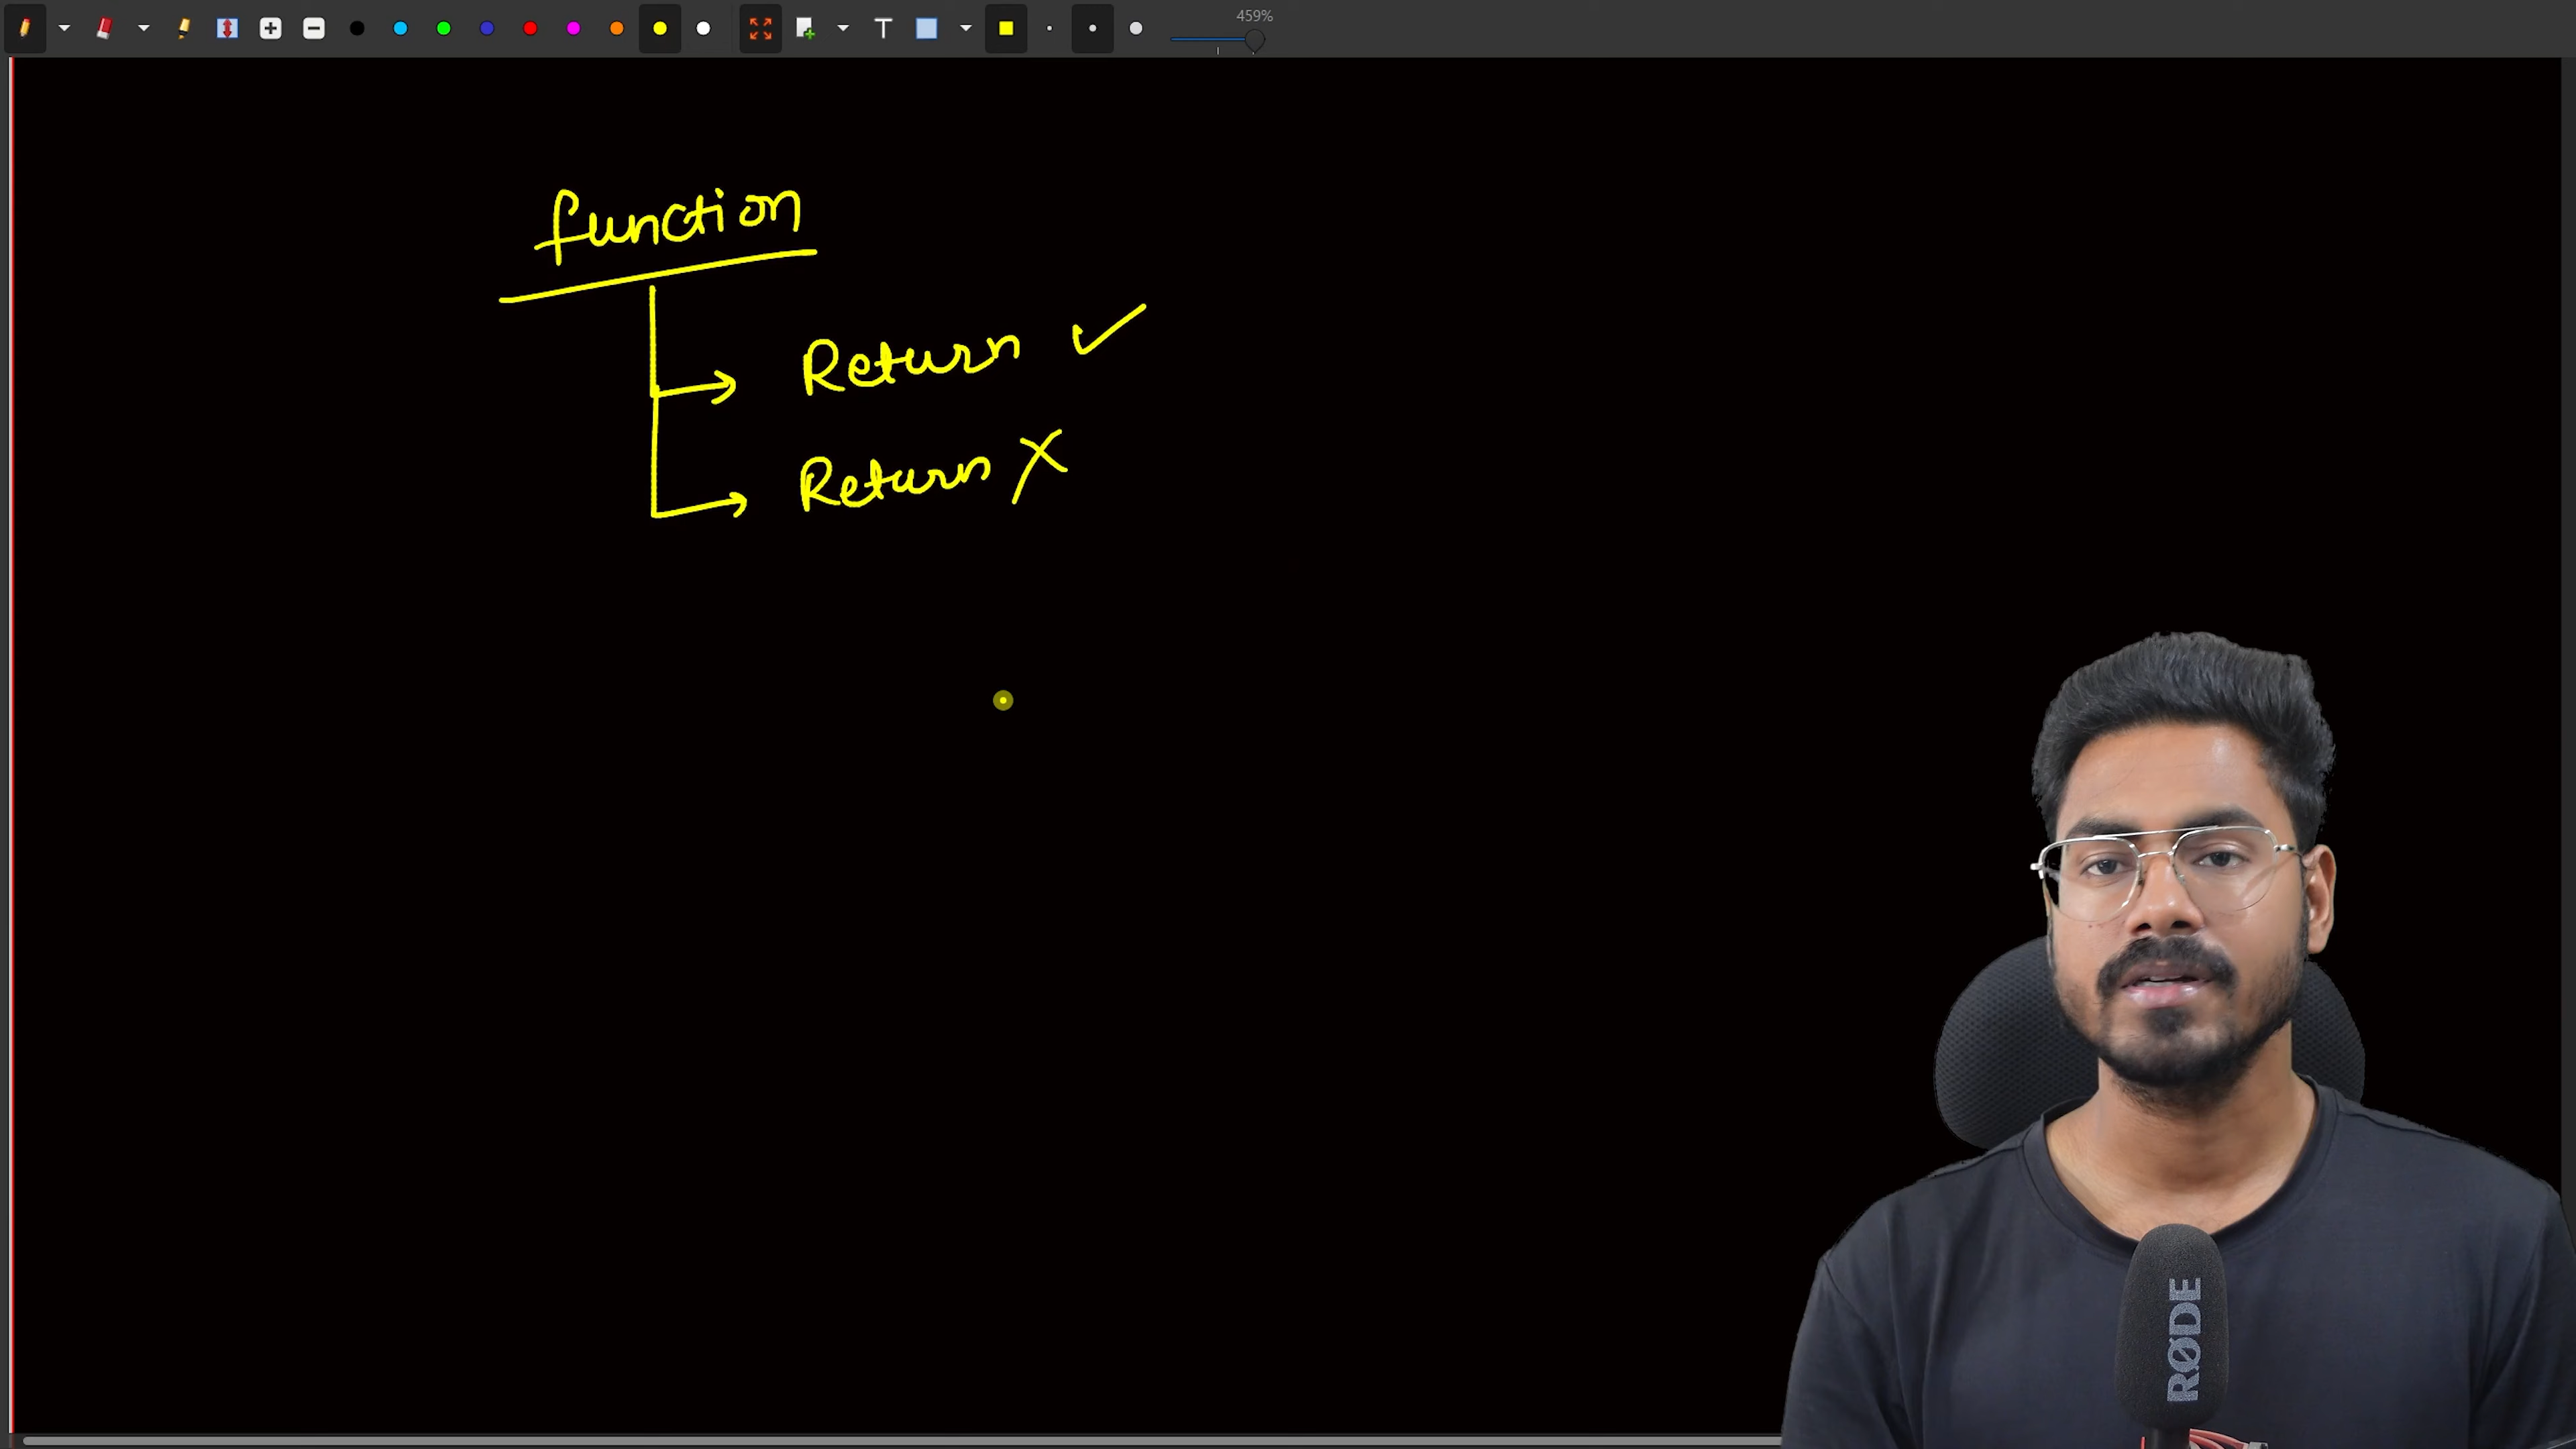 459%
function
Return ✓
Return X
RØDE